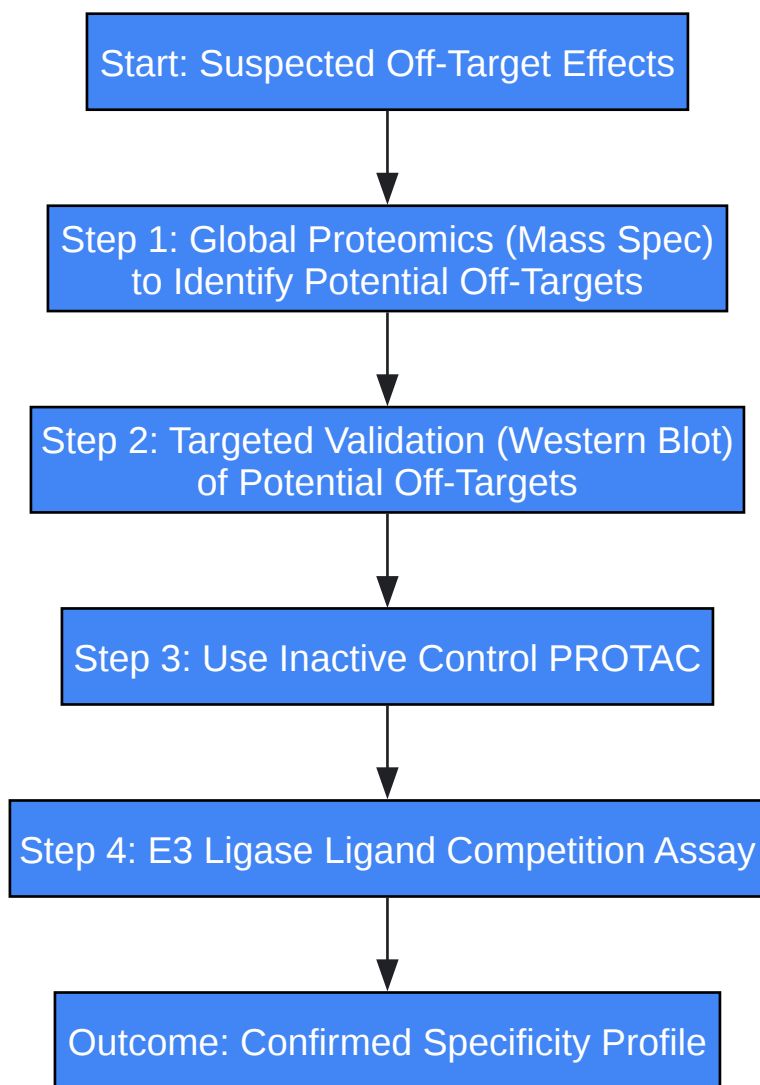 Start: Suspected Off-Target Effects
Step 1: Global Proteomics (Mass Spec)
to Identify Potential Off-Targets
Step 2: Targeted Validation (Western Blot)
of Potential Off-Targets
Step 3: Use Inactive Control PROTAC
Step 4: E3 Ligase Ligand Competition Assay
Outcome: Confirmed Specificity Profile